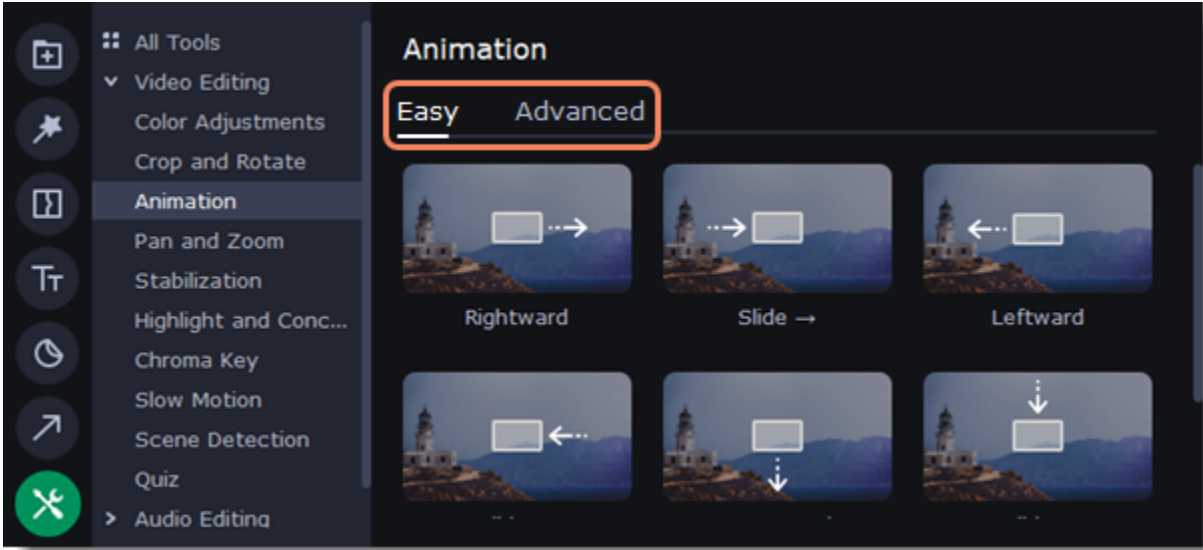 All Tools
Video Editing
Color Adjustments
Crop and Rotate
Animation
Pan and Zoom
Stabilization
Highlight and Conc...
Chroma Key
Slow Motion
Scene Detection
Quiz
Audio Editing
Animation
Easy Advanced
Rightward Slide → Leftward